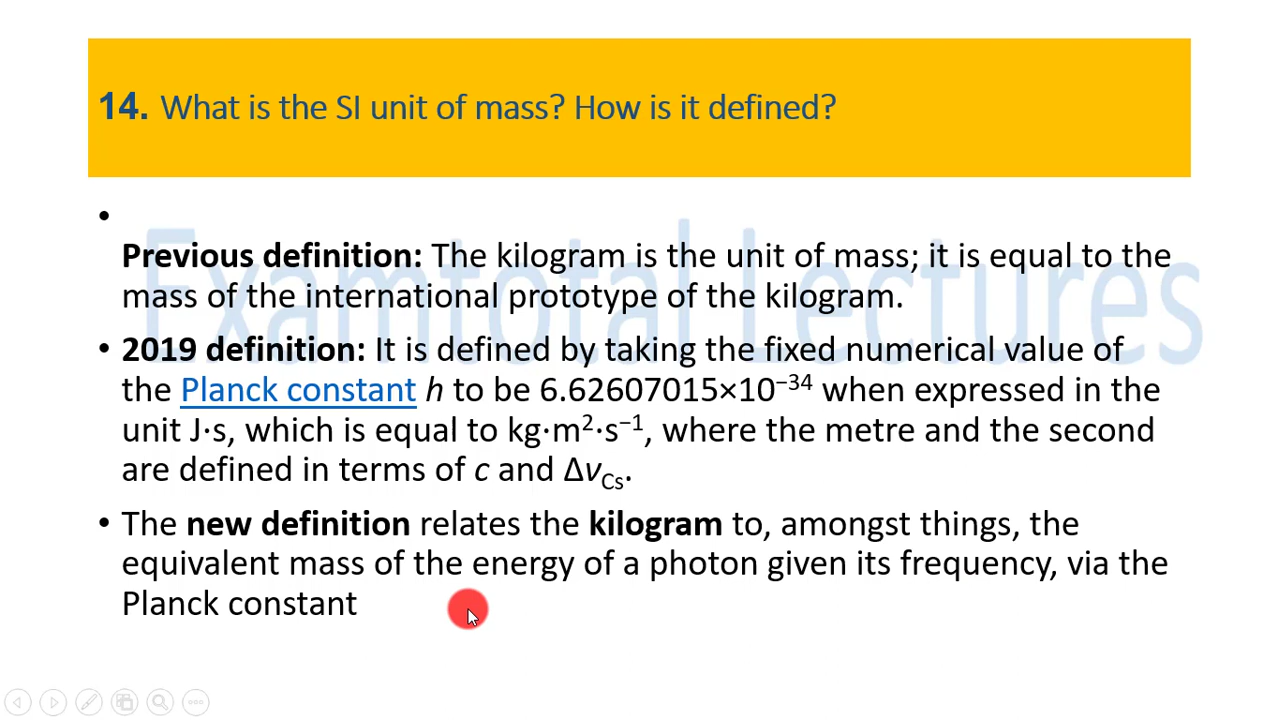 14. What is the SI unit of mass? How is it defined?
•
Previous definition: The kilogram is the unit of mass; it is equal to the
mass of the international prototype of the kilogram.
• 2019 definition: It is defined by taking the fixed numerical value of
the Planck constant h to be 6.62607015×10⁻³⁴ when expressed in the
unit J⋅s, which is equal to kg⋅m²⋅s⁻¹, where the metre and the second
are defined in terms of c and ΔνCs.
• The new definition relates the kilogram to, amongst things, the
equivalent mass of the energy of a photon given its frequency, via the
Planck constant
Examtotal Lectures